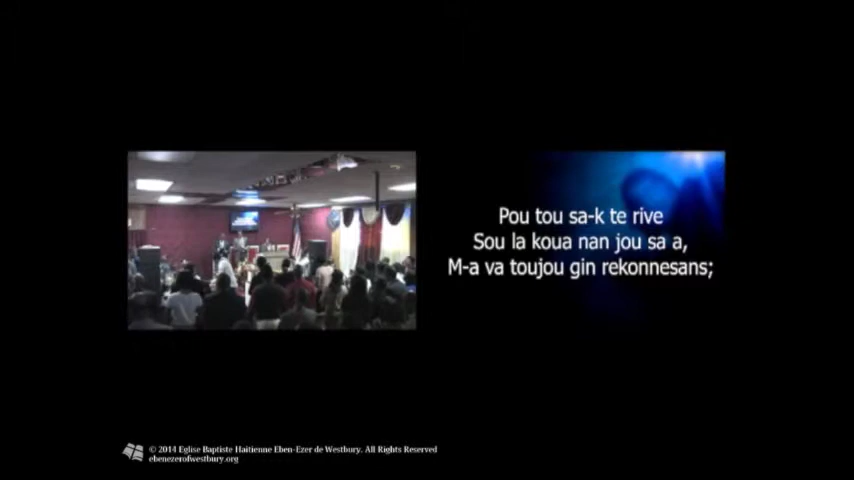 Pou tou sa-k te rive
Sou la koua nan jou sa a,
M-a va toujou gin rekonnesans;
© 2014 Eglise Baptiste Haitienne Eben-Ezer de Westbury. All Rights Reserved
ebenezerofwestbury.org